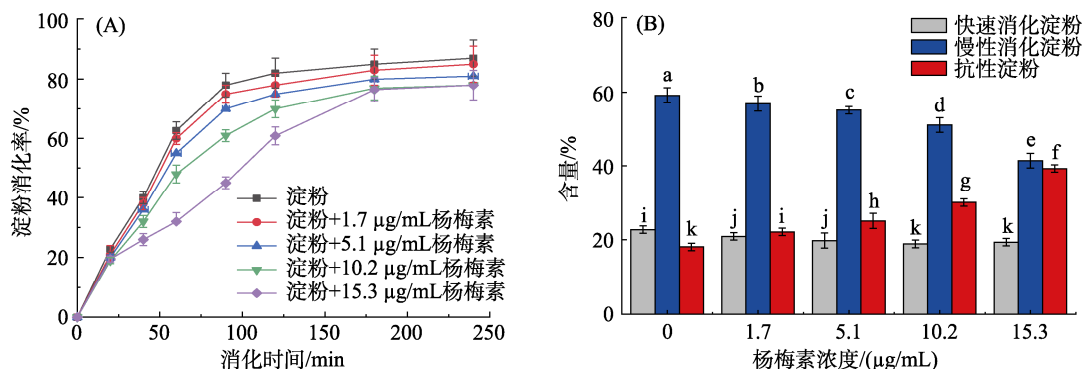 (A)
淀粉消化率/%
100
80
60
40
20
0
0
50
100
150
200
250
消化时间/min
淀粉
淀粉+1.7 μg/mL杨梅素
淀粉+5.1 μg/mL杨梅素
淀粉+10.2 μg/mL杨梅素
淀粉+15.3 μg/mL杨梅素
(B)
含量/%
80
60
40
20
0
快速消化淀粉
慢性消化淀粉
抗性淀粉
i a k
j b i
j c h
k d g
k e f
0
1.7
5.1
10.2
15.3
杨梅素浓度/(μg/mL)